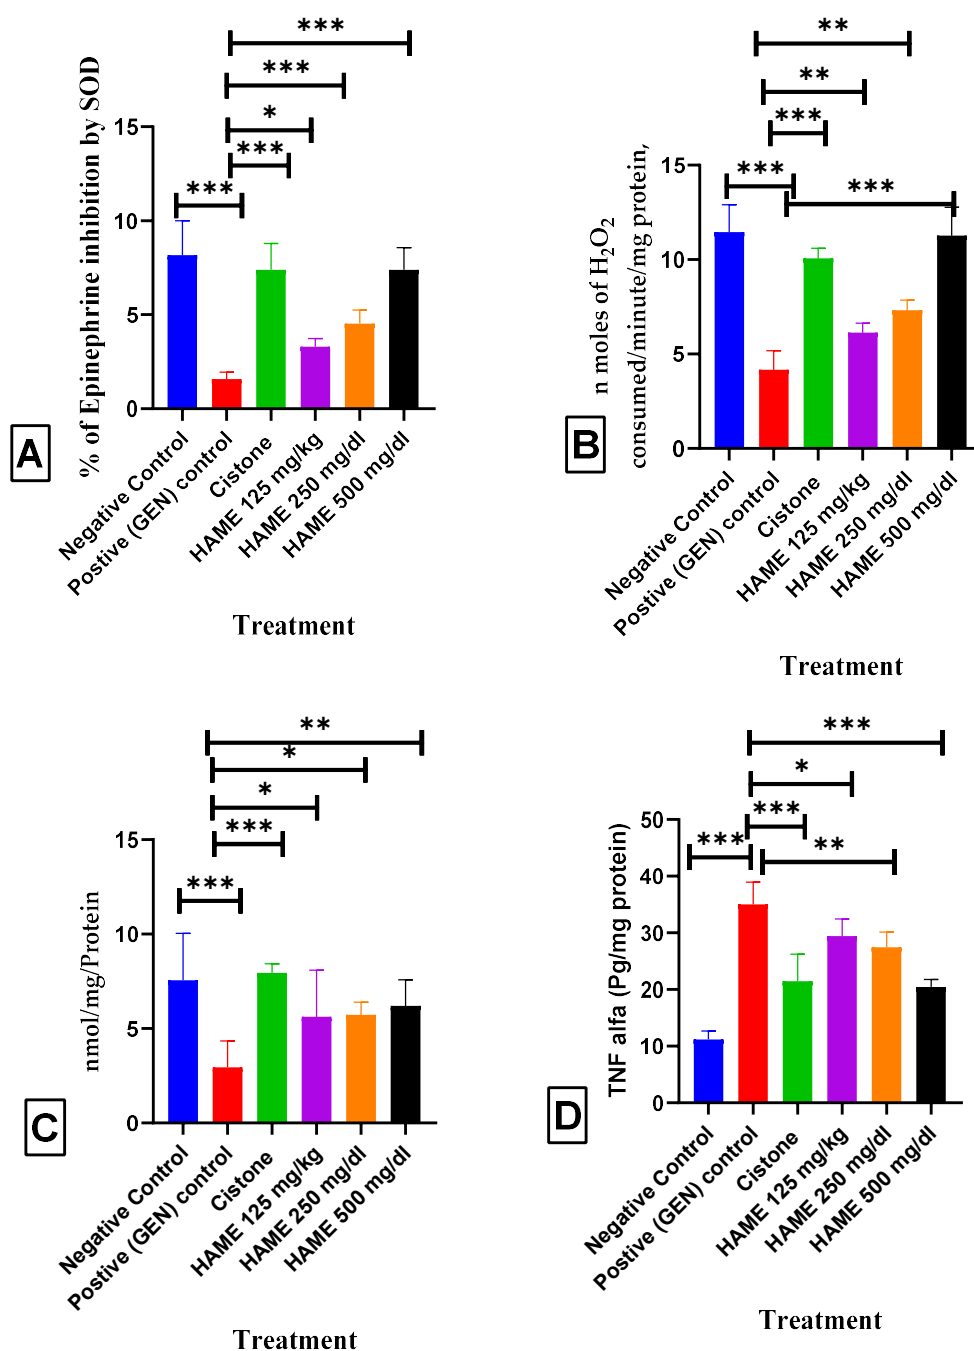 % of Epinephrine inhibition by SOD
***
***
*
***
***
15
10
5
0
A
Negative Control
Postive (GEN) control
Cistone
HAME 125 mg/kg
HAME 250 mg/dl
HAME 500 mg/dl
Treatment
n moles of H₂O₂
consumed/minute/mg protein,
**
**
***
***
***
15
10
5
0
B
Negative Control
Postive (GEN) control
Cistone
HAME 125 mg/kg
HAME 250 mg/dl
HAME 500 mg/dl
Treatment
nmol/mg/Protein
**
*
*
***
***
15
10
5
0
C
Negative Control
Postive (GEN) control
Cistone
HAME 125 mg/kg
HAME 250 mg/dl
HAME 500 mg/dl
Treatment
TNF alfa (Pg/mg protein)
***
*
***
***
**
50
40
30
20
10
0
D
Negative Control
Postive (GEN) control
Cistone
HAME 125 mg/kg
HAME 250 mg/dl
HAME 500 mg/dl
Treatment